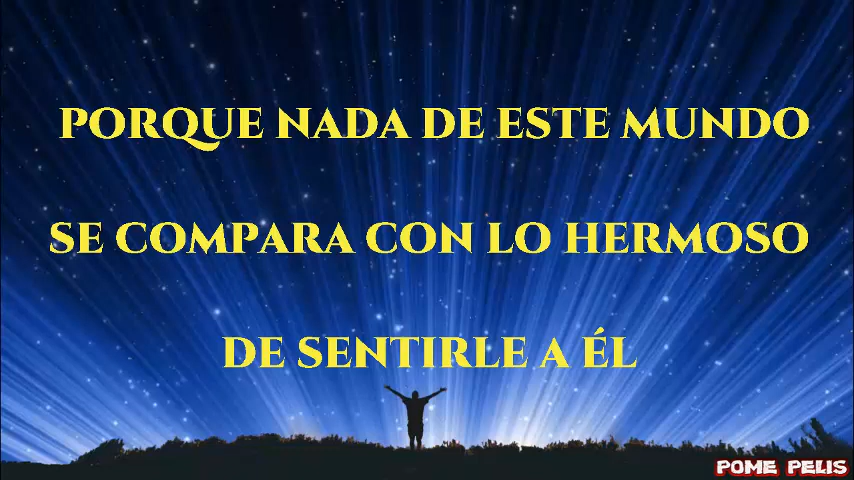 PORQUE NADA DE ESTE MUNDO
SE COMPARA CON LO HERMOSO
DE SENTIRLE A ÉL
POME PELIS